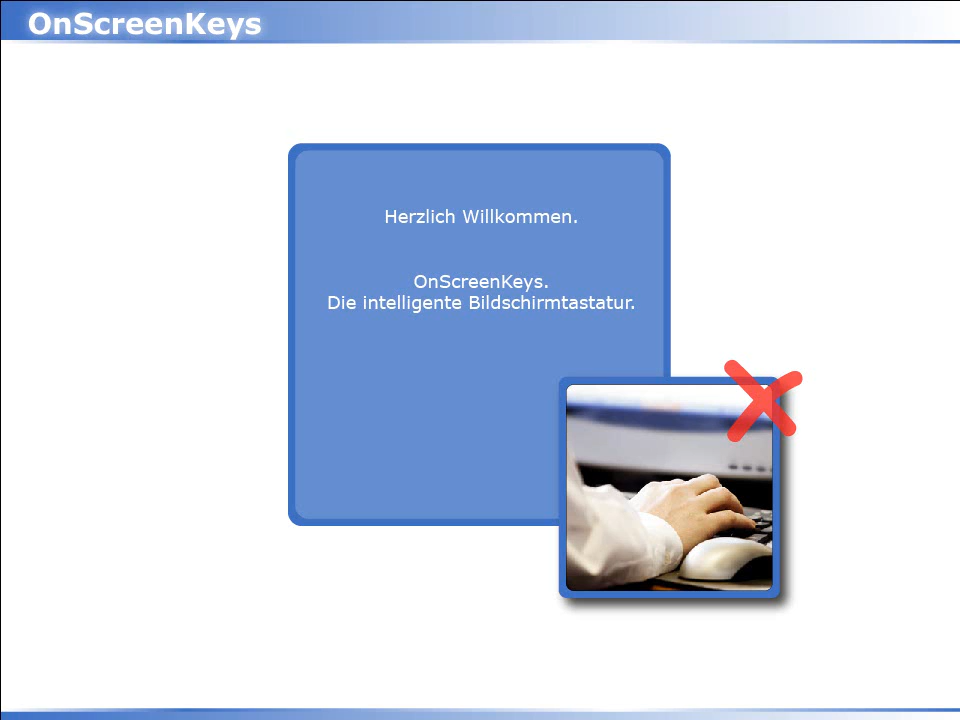 OnScreenKeys
Herzlich Willkommen.
OnScreenKeys.
Die intelligente Bildschirmtastatur.